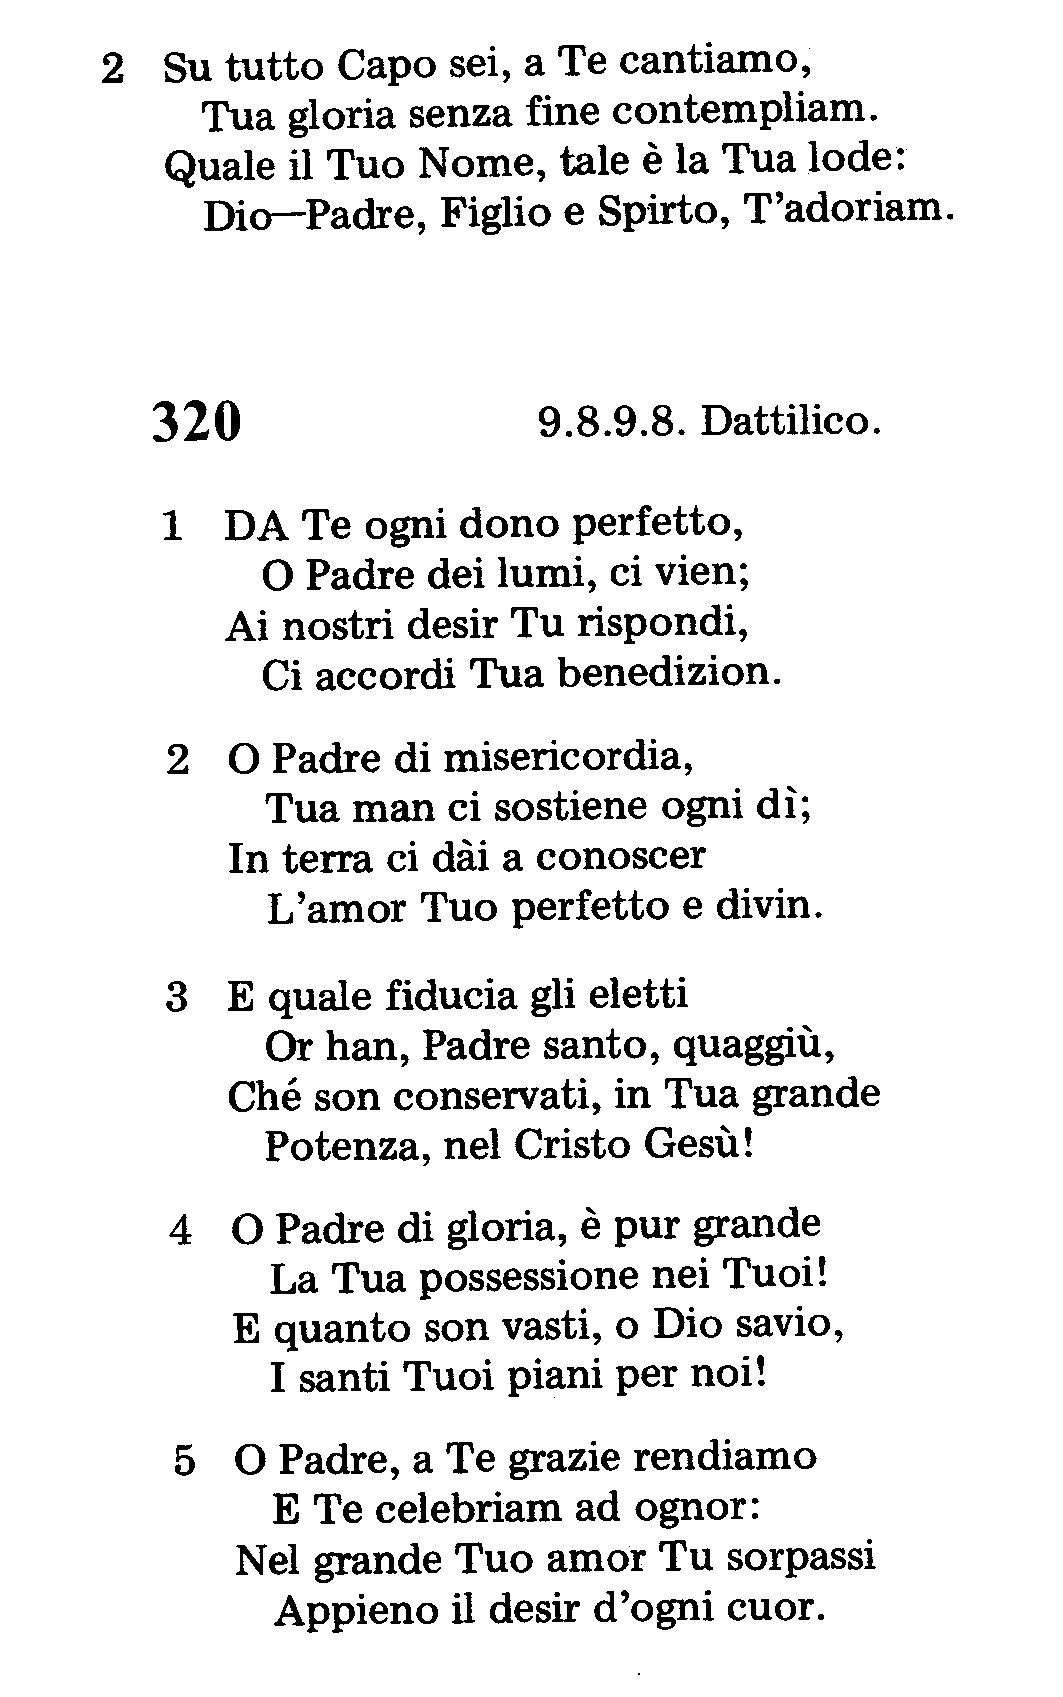 2 Su tutto Capo sei, a Te cantiamo,
Tua gloria senza fine contempliam.
Quale il Tuo Nome, tale è la Tua lode:
Dio—Padre, Figlio e Spirto, T'adoriam.
320 9.8.9.8. Dattilico.
1 DA Te ogni dono perfetto,
O Padre dei lumi, ci vien;
Ai nostri desir Tu rispondi,
Ci accordi Tua benedizion.
2 O Padre di misericordia,
Tua man ci sostiene ogni dì;
In terra ci dài a conoscer
L'amor Tuo perfetto e divin.
3 E quale fiducia gli eletti
Or han, Padre santo, quaggiù,
Ché son conservati, in Tua grande
Potenza, nel Cristo Gesù!
4 O Padre di gloria, è pur grande
La Tua possessione nei Tuoi!
E quanto son vasti, o Dio savio,
I santi Tuoi piani per noi!
5 O Padre, a Te grazie rendiamo
E Te celebriam ad ognor:
Nel grande Tuo amor Tu sorpassi
Appieno il desir d'ogni cuor.